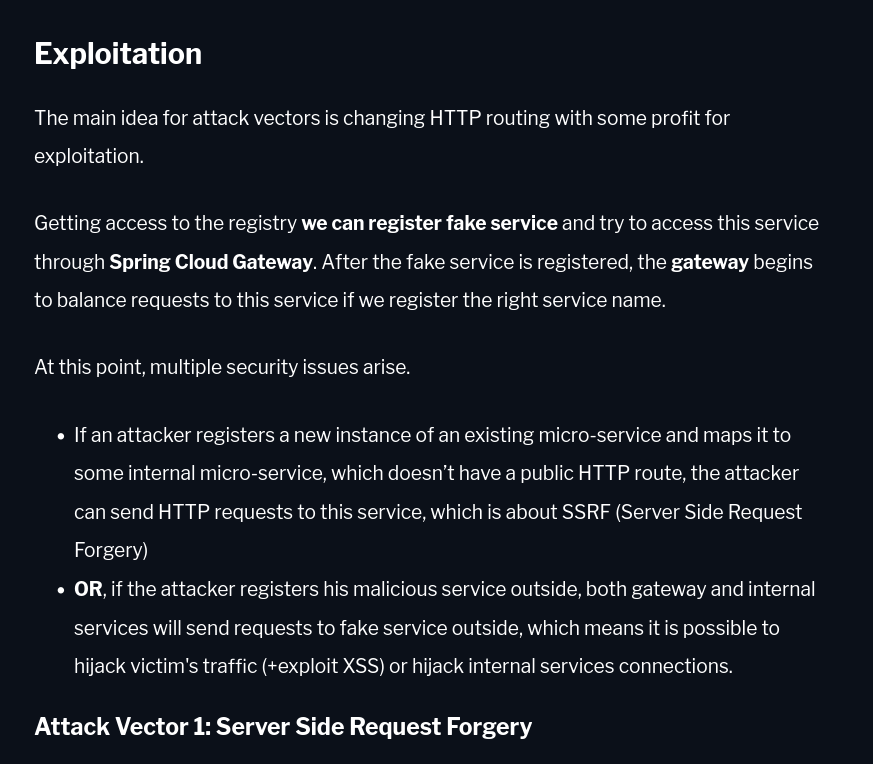 Exploitation
The main idea for attack vectors is changing HTTP routing with some profit for
exploitation.
Getting access to the registry we can register fake service and try to access this service
through Spring Cloud Gateway. After the fake service is registered, the gateway begins
to balance requests to this service if we register the right service name.
At this point, multiple security issues arise.
• If an attacker registers a new instance of an existing micro-service and maps it to
some internal micro-service, which doesn’t have a public HTTP route, the attacker
can send HTTP requests to this service, which is about SSRF (Server Side Request
Forgery)
• OR, if the attacker registers his malicious service outside, both gateway and internal
services will send requests to fake service outside, which means it is possible to
hijack victim's traffic (+exploit XSS) or hijack internal services connections.
Attack Vector 1: Server Side Request Forgery